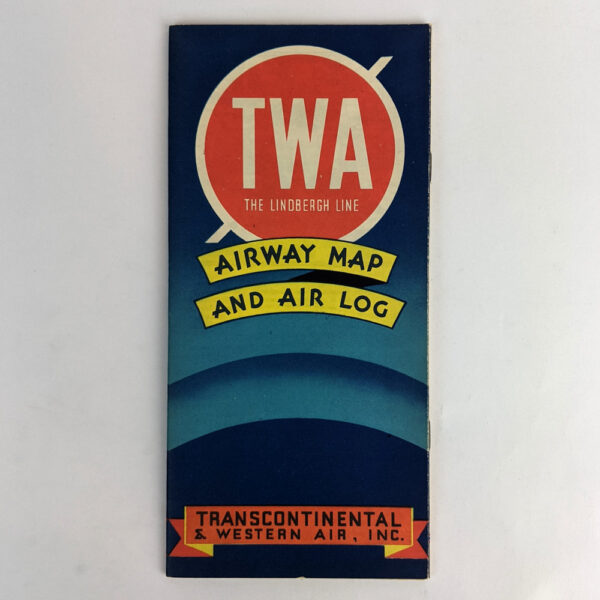 TWA
THE LINDBERGH LINE
AIRWAY MAP
AND AIR LOG
TRANSCONTINENTAL
& WESTERN AIR, INC.